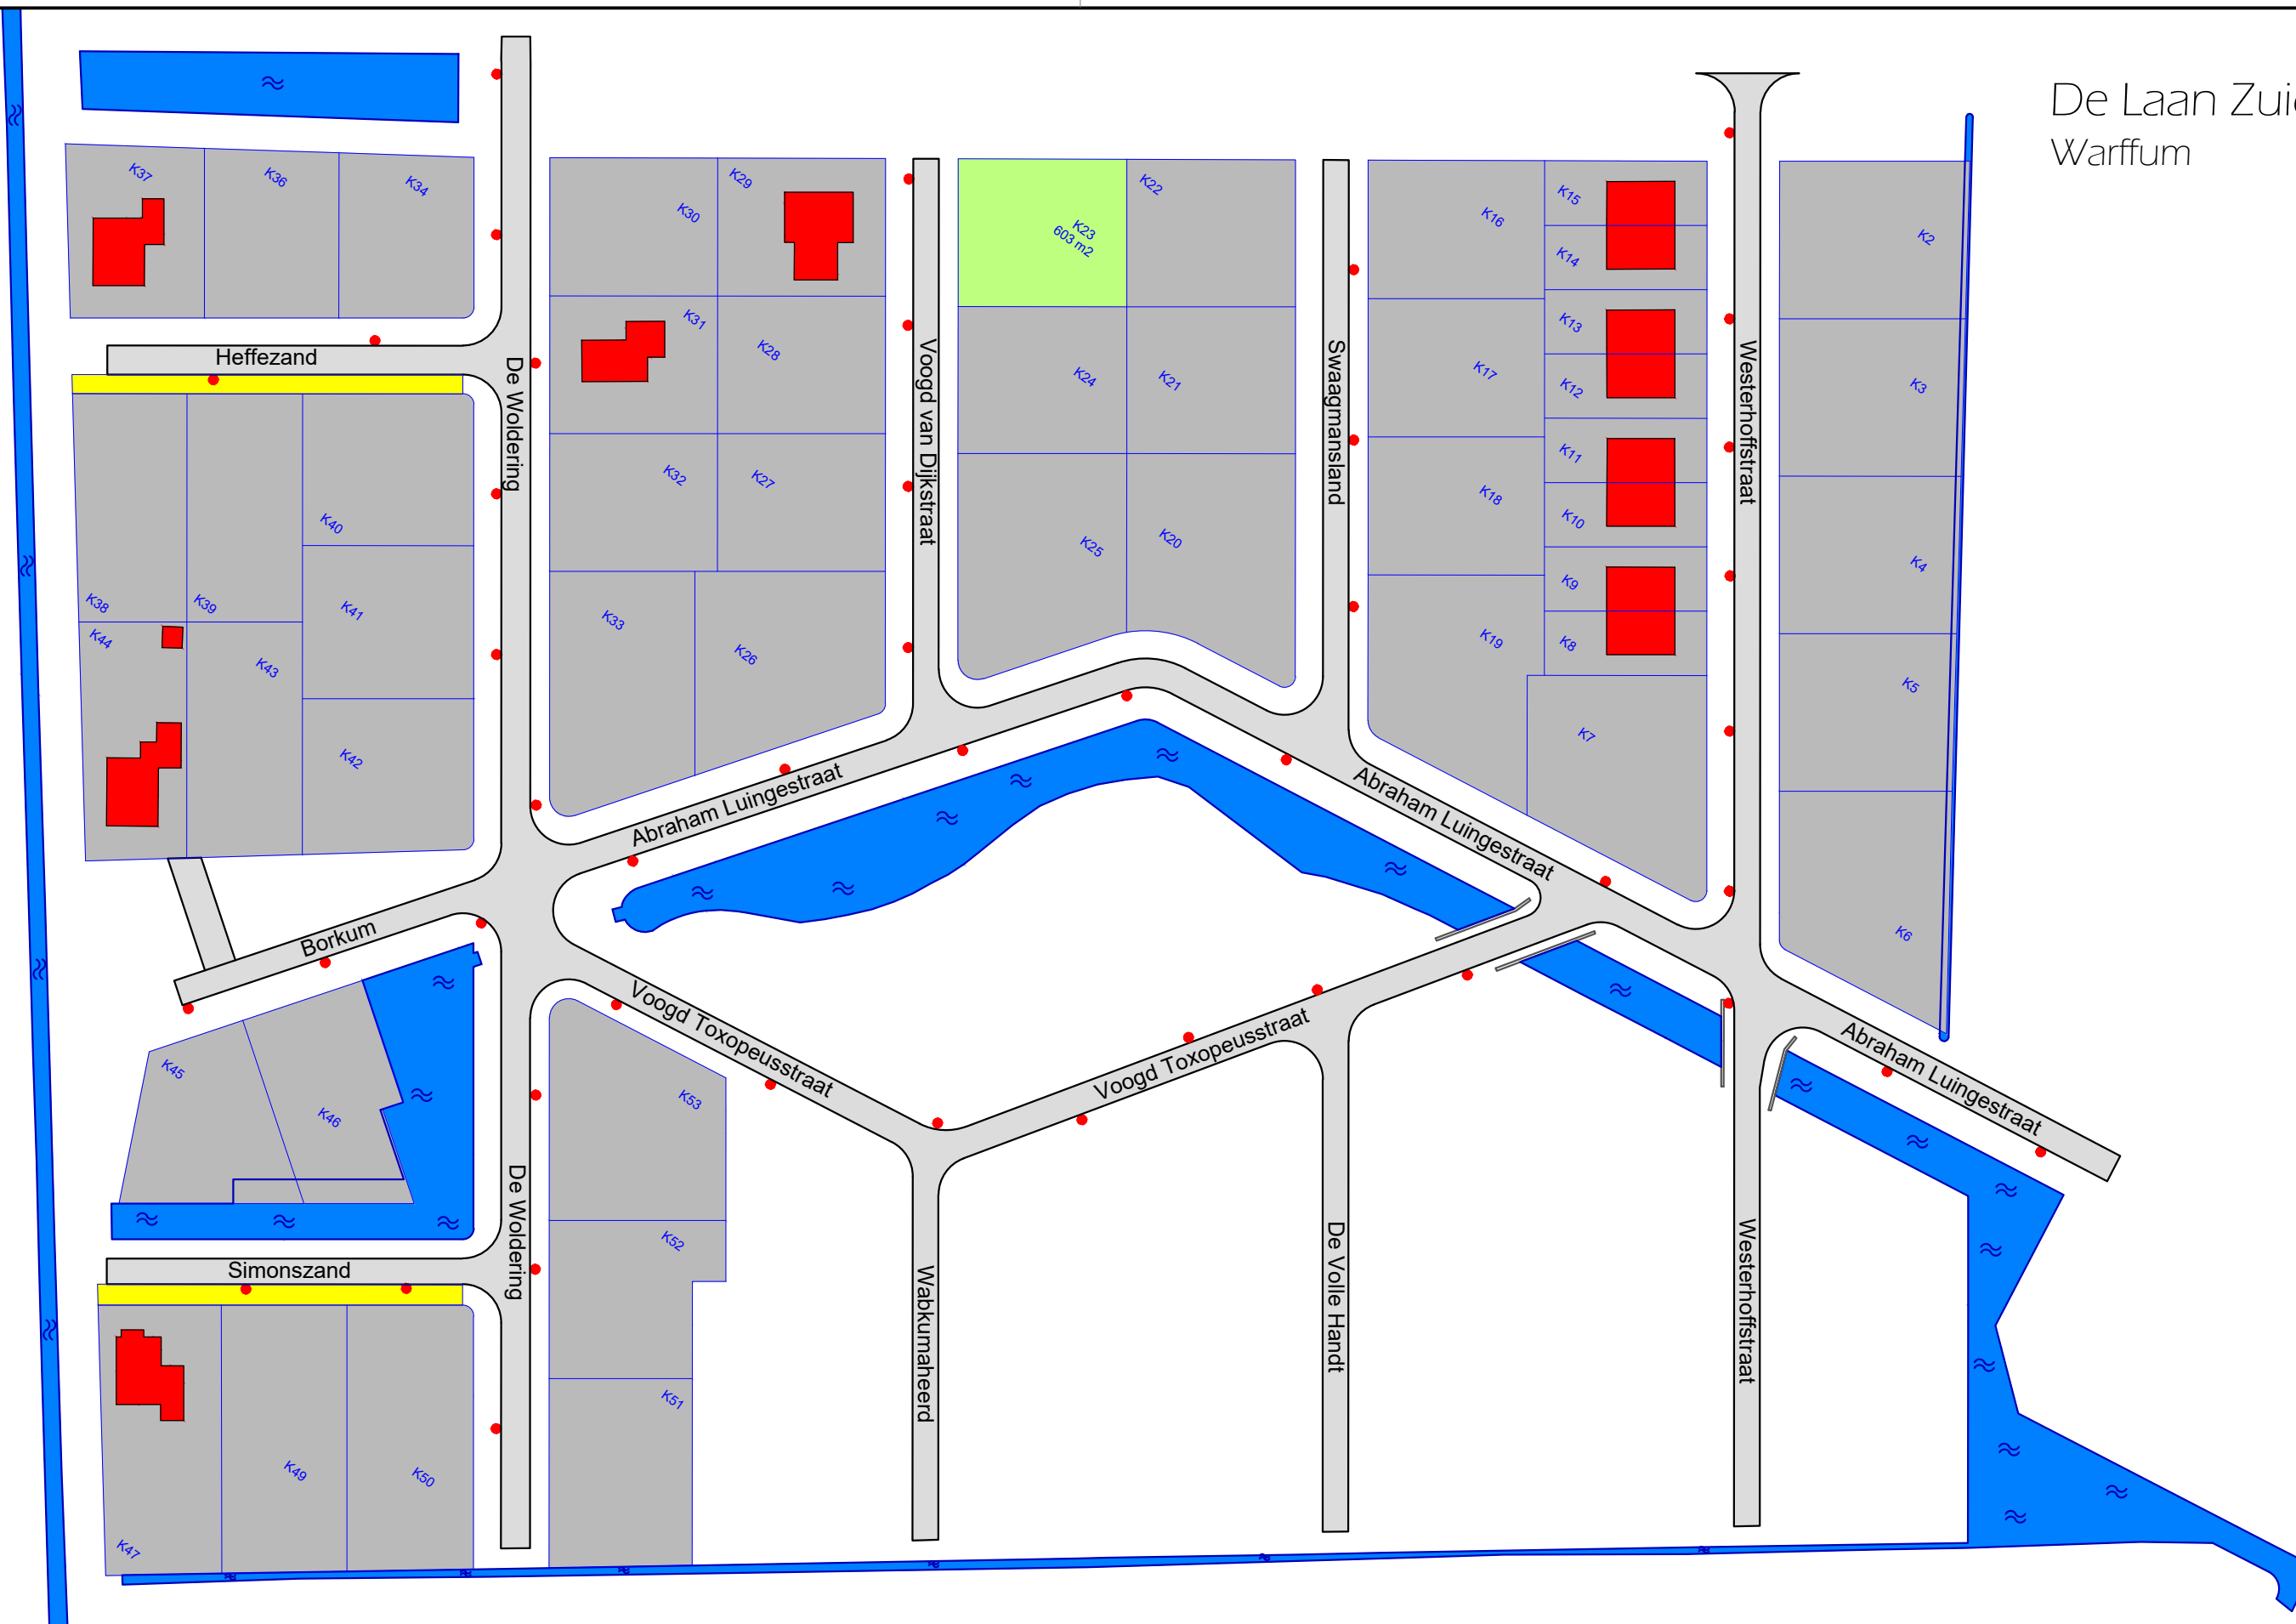 De Laan Zui
Warffum
K37
K36
K34
K30
K29
K23
603 m2
K22
K16
K15
K14
K2
Heffezand
De Woldering
K31
K28
Voogd van Dijkstraat
K24
K21
Swaagmansland
K17
K13
K12
Westerhoffstraat
K3
K40
K32
K27
K25
K20
K18
K11
K10
K4
K38
K39
K41
K44
K43
K42
K33
K26
K19
K9
K8
K7
K5
K6
Abraham Luingestraat
Abraham Luingestraat
Borkum
Voogd Toxopeusstraat
Voogd Toxopeusstraat
Abraham Luingestraat
K45
K46
K53
K52
K51
De Woldering
Simonszand
Wabkumaheerd
De Volle Handt
Westerhoffstraat
K47
K49
K50